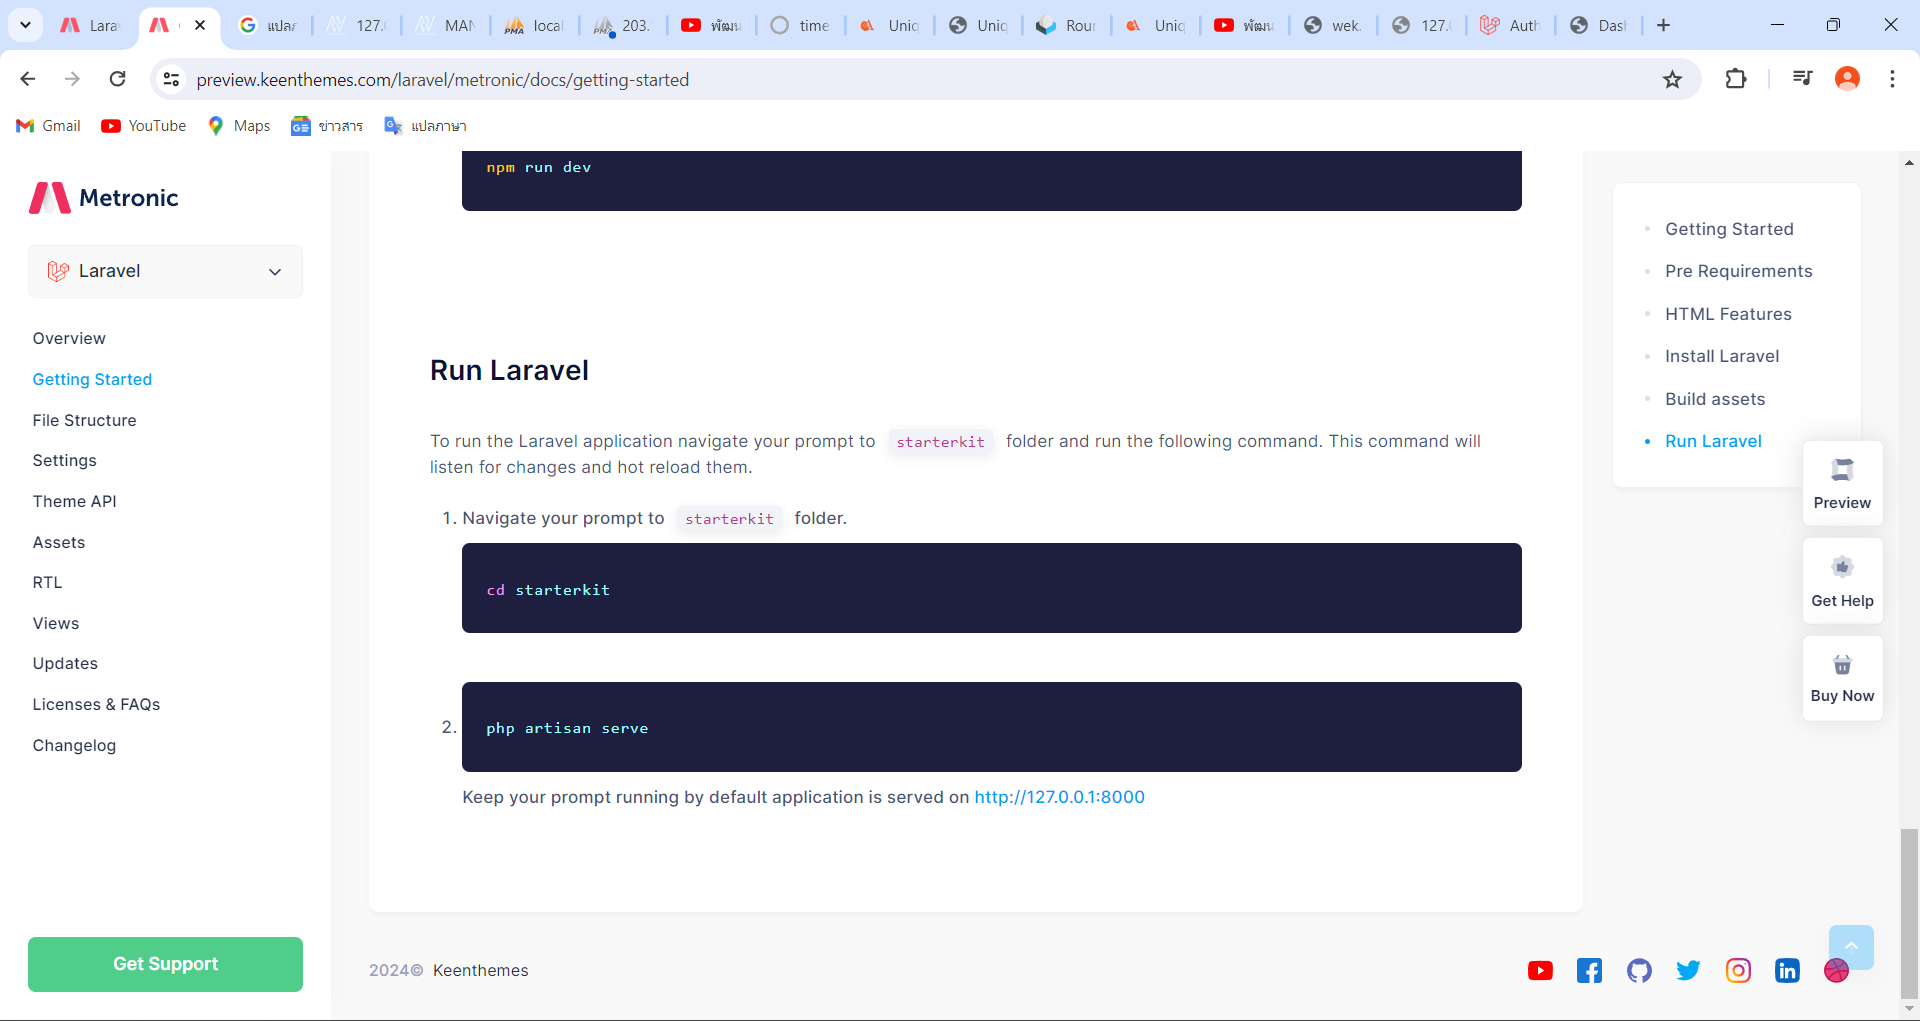 Lara
แปลภ
127.0
MAN
local
203.
พัฒน
time
Uniq
Uniq
Rour
Uniq
พัฒน
wek.
127.0
Auth
Dash
preview.keenthemes.com/laravel/metronic/docs/getting-started
Gmail
YouTube
Maps
ข่าวสาร
แปลภาษา
Metronic
Laravel
Overview
Getting Started
File Structure
Settings
Theme API
Assets
RTL
Views
Updates
Licenses & FAQs
Changelog
Get Support
npm run dev
Run Laravel
To run the Laravel application navigate your prompt to starterkit folder and run the following command. This command will
listen for changes and hot reload them.
1. Navigate your prompt to starterkit folder.
cd starterkit
2. php artisan serve
Keep your prompt running by default application is served on http://127.0.0.1:8000
Getting Started
Pre Requirements
HTML Features
Install Laravel
Build assets
Run Laravel
Preview
Get Help
Buy Now
2024© Keenthemes